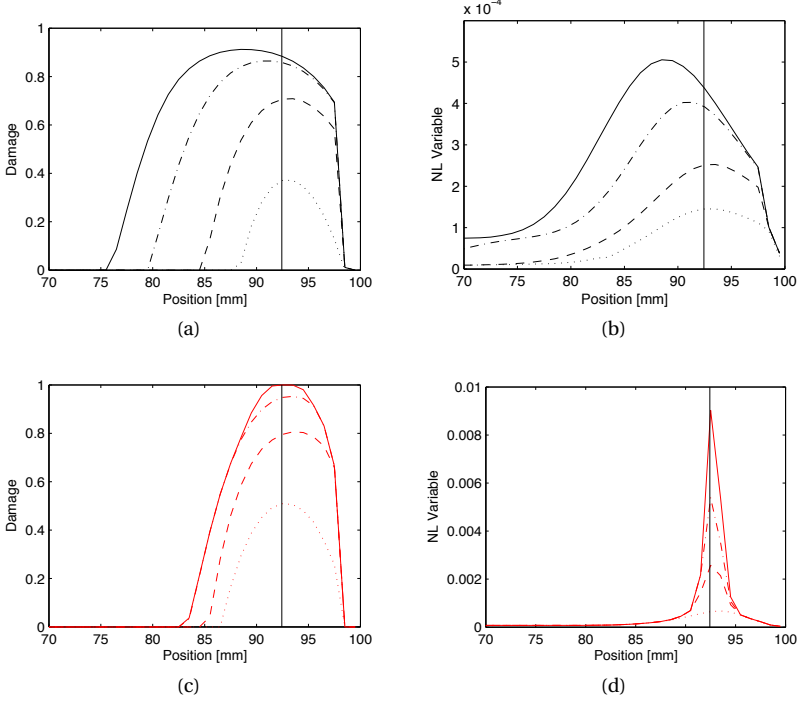 x 10⁻⁴
1
0.8
0.6
0.4
0.2
0
Damage
70 75 80 85 90 95 100
Position [mm]
(a)
5
4
3
2
1
0
NL Variable
70 75 80 85 90 95 100
Position [mm]
(b)
1
0.8
0.6
0.4
0.2
0
Damage
70 75 80 85 90 95 100
Position [mm]
(c)
0.01
0.008
0.006
0.004
0.002
0
NL Variable
70 75 80 85 90 95 100
Position [mm]
(d)